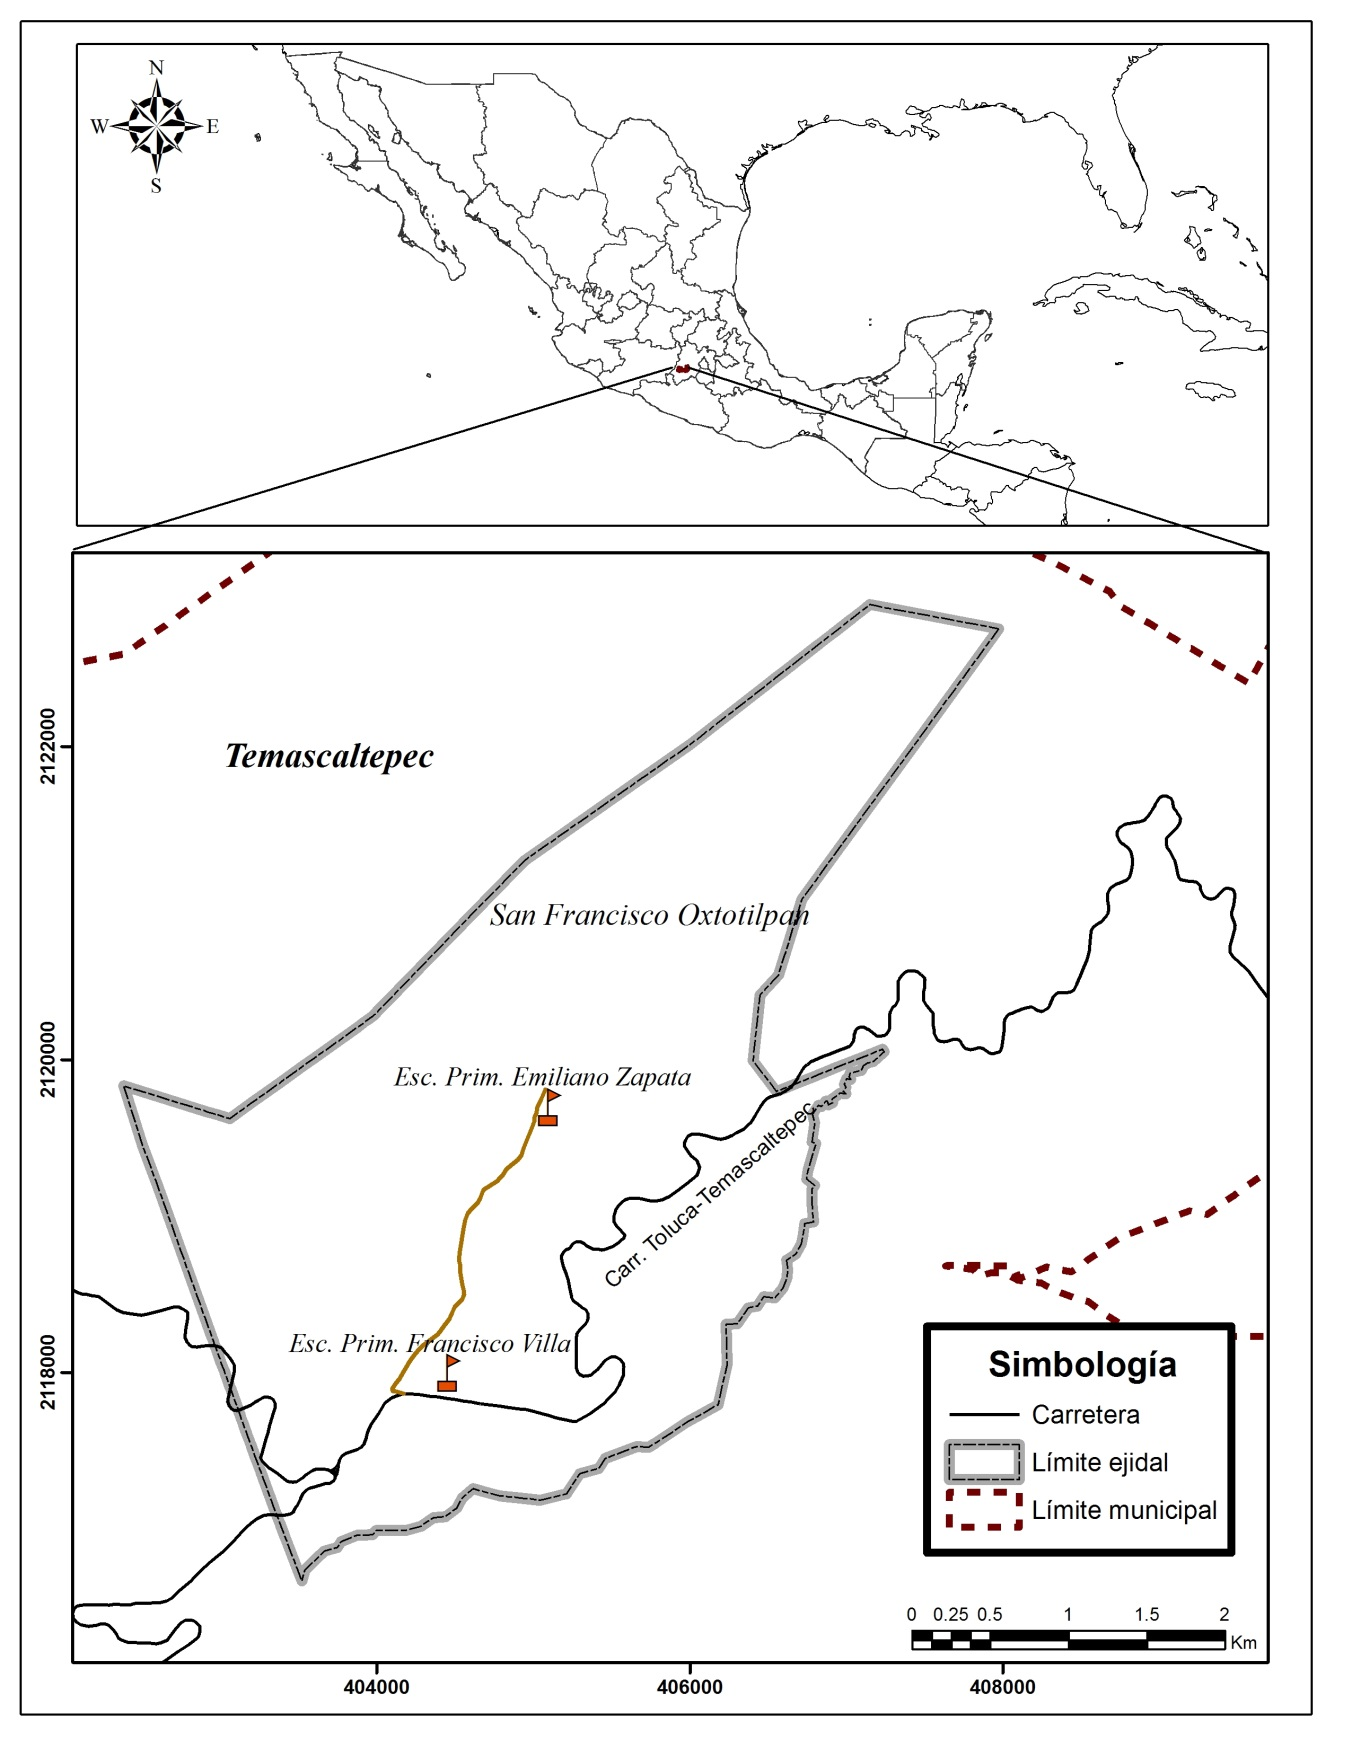 N
W
E
S
Temascaltepec
San Francisco Oxtotilpan
Esc. Prim. Emiliano Zapata
Carr. Toluca-Temascaltepec
Esc. Prim. Francisco Villa
2122000
2120000
2118000
Simbología
Carretera
Límite ejidal
Límite municipal
0 0.25 0.5 1 1.5 2
Km
404000 406000 408000